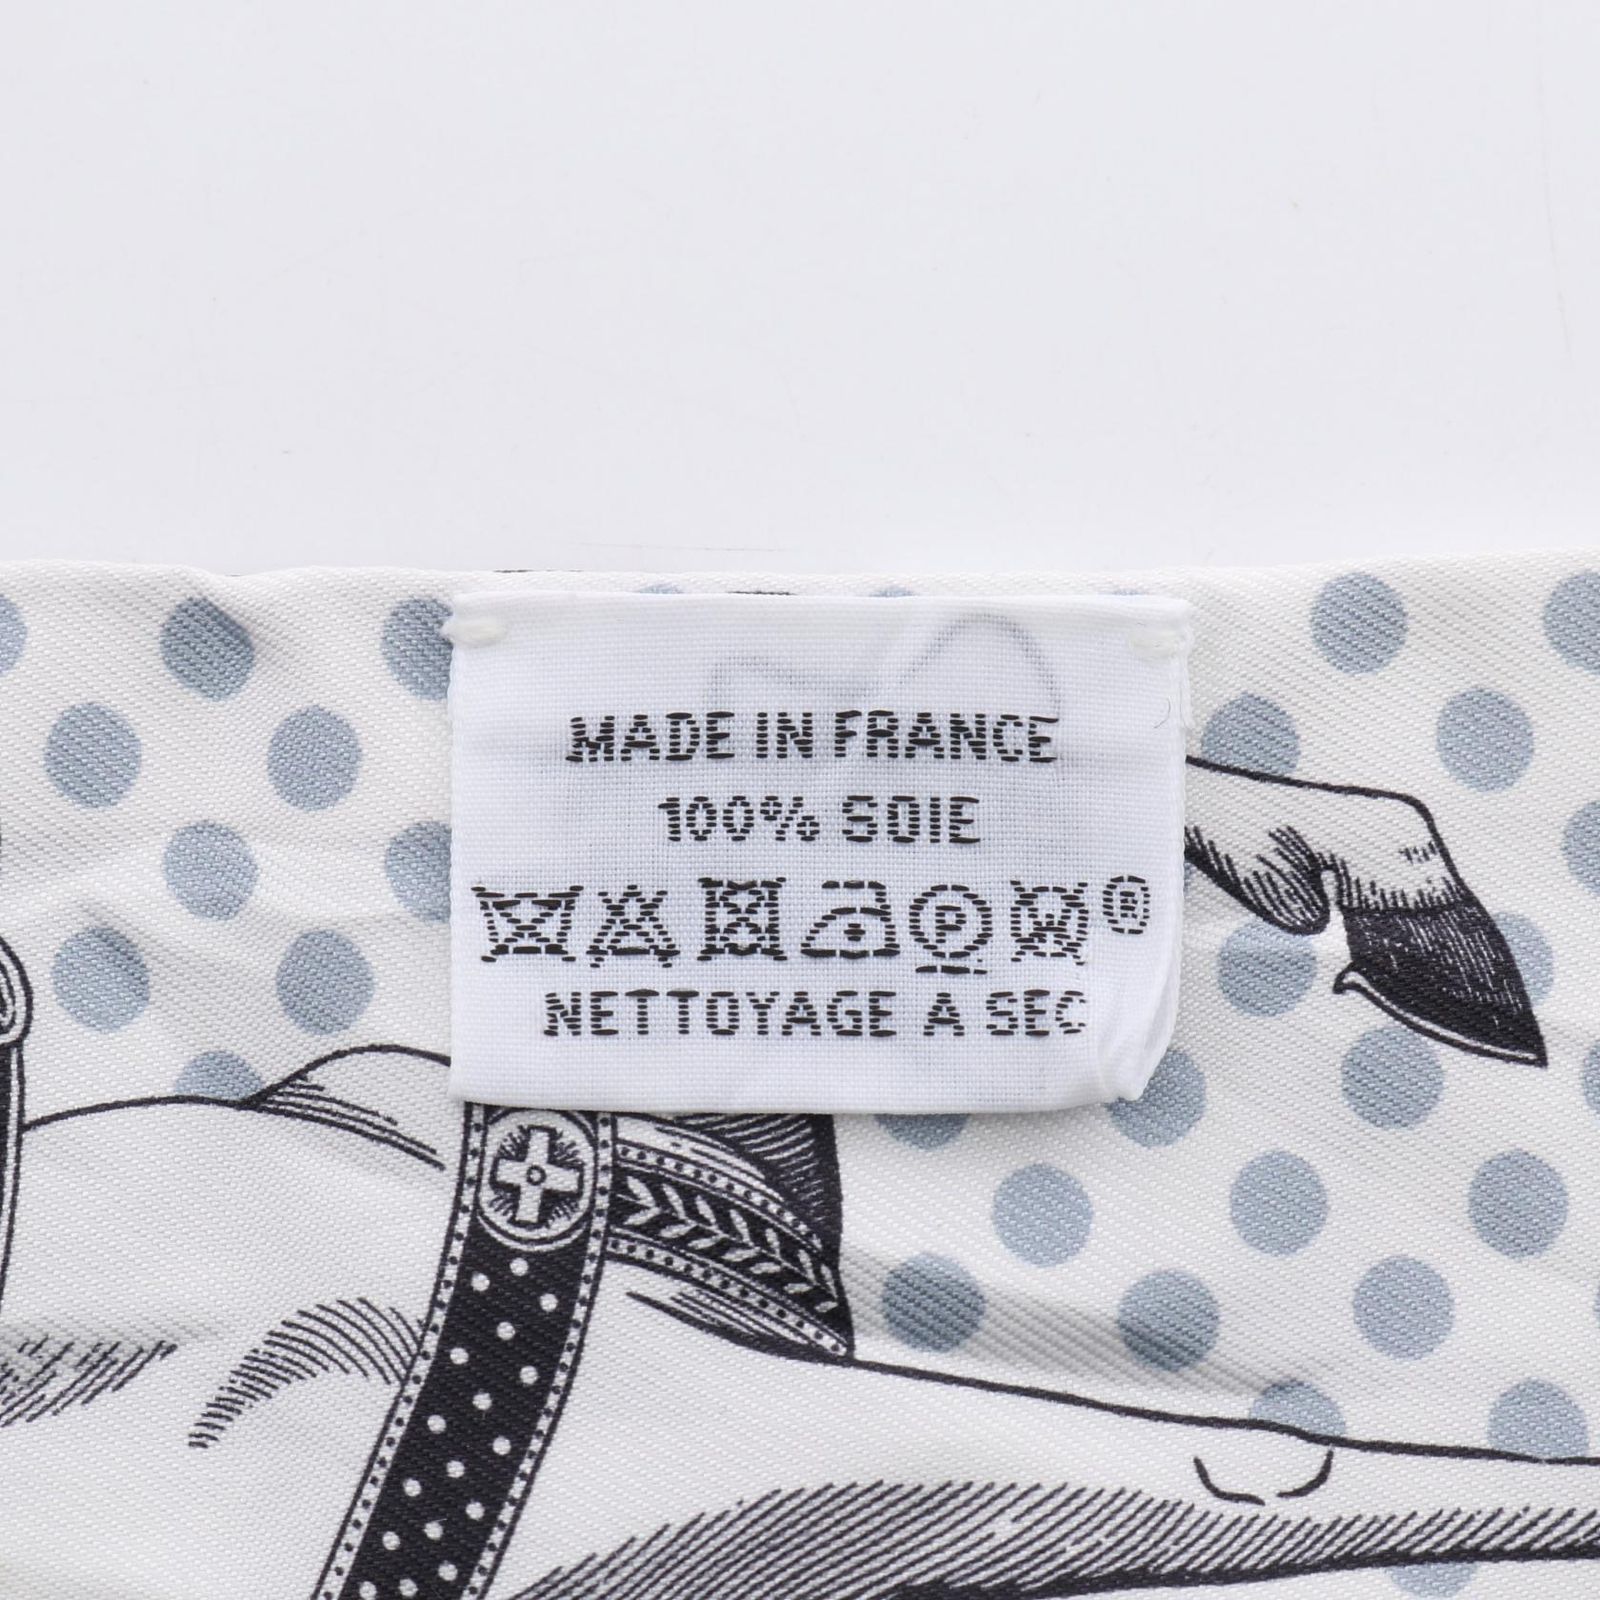 MADE IN FRANCE
100% SOIE
P ®
NETTOYAGE A SEC